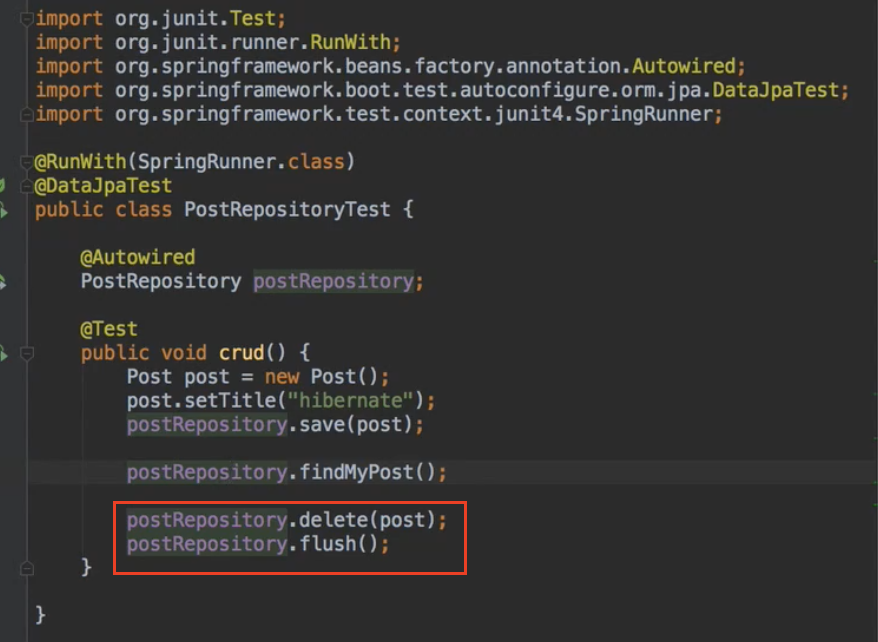 import org.junit.Test;
import org.junit.runner.RunWith;
import org.springframework.beans.factory.annotation.Autowired;
import org.springframework.boot.test.autoconfigure.orm.jpa.DataJpaTest;
import org.springframework.test.context.junit4.SpringRunner;
@RunWith(SpringRunner.class)
@DataJpaTest
public class PostRepositoryTest {
@Autowired
PostRepository postRepository;
@Test
public void crud() {
Post post = new Post();
post.setTitle("hibernate");
postRepository.save(post);
postRepository.findMyPost();
postRepository.delete(post);
postRepository.flush();
}
}